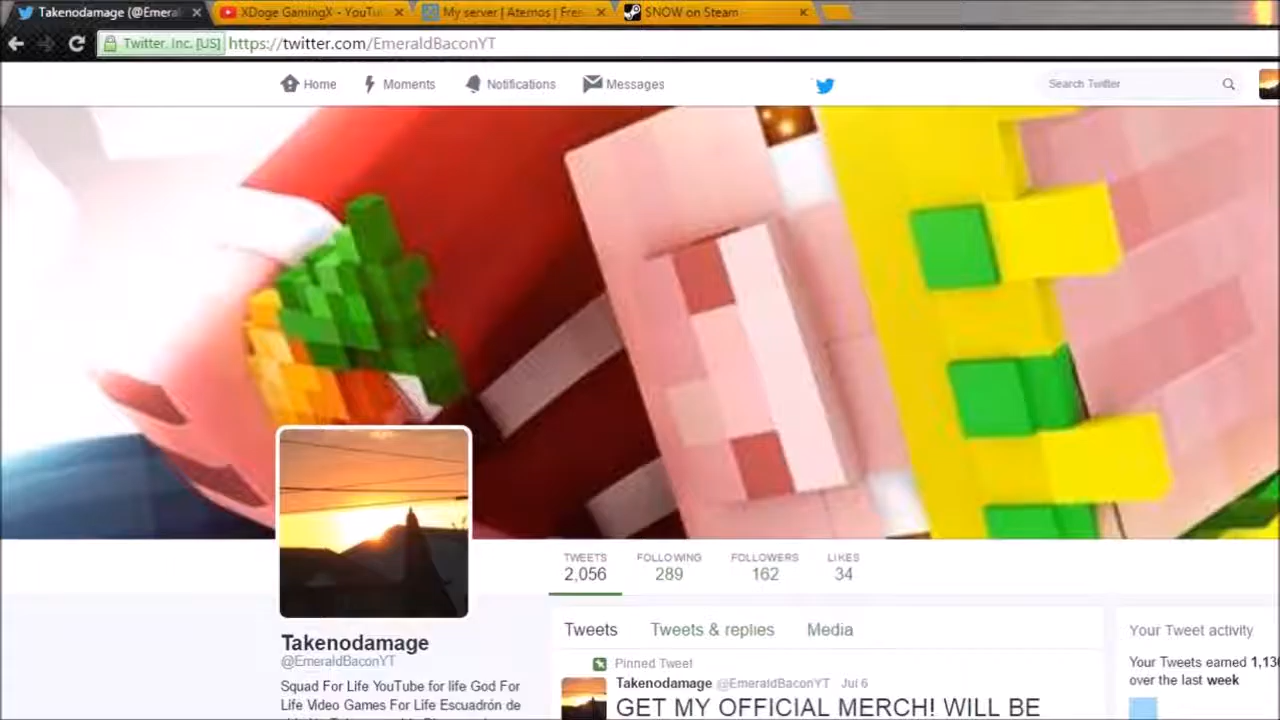 Takenodamage (@Emeral
XDoge GamingX - YouTu
My server | Aternos | Free
SNOW on Steam
Twitter, Inc. [US]
https://twitter.com/EmeraldBaconYT
Home
Moments
Notifications
Messages
Search Twitter
TWEETS
FOLLOWING
FOLLOWERS
LIKES
2,056
289
162
34
Takenodamage
@EmeraldBaconYT
Squad For Life YouTube for life God For
Life Video Games For Life Escuadrón de
Tweets
Tweets & replies
Media
Pinned Tweet
Takenodamage @EmeraldBaconYT Jul 6
GET MY OFFICIAL MERCH! WILL BE
Your Tweet activity
Your Tweets earned 1,13
over the last week